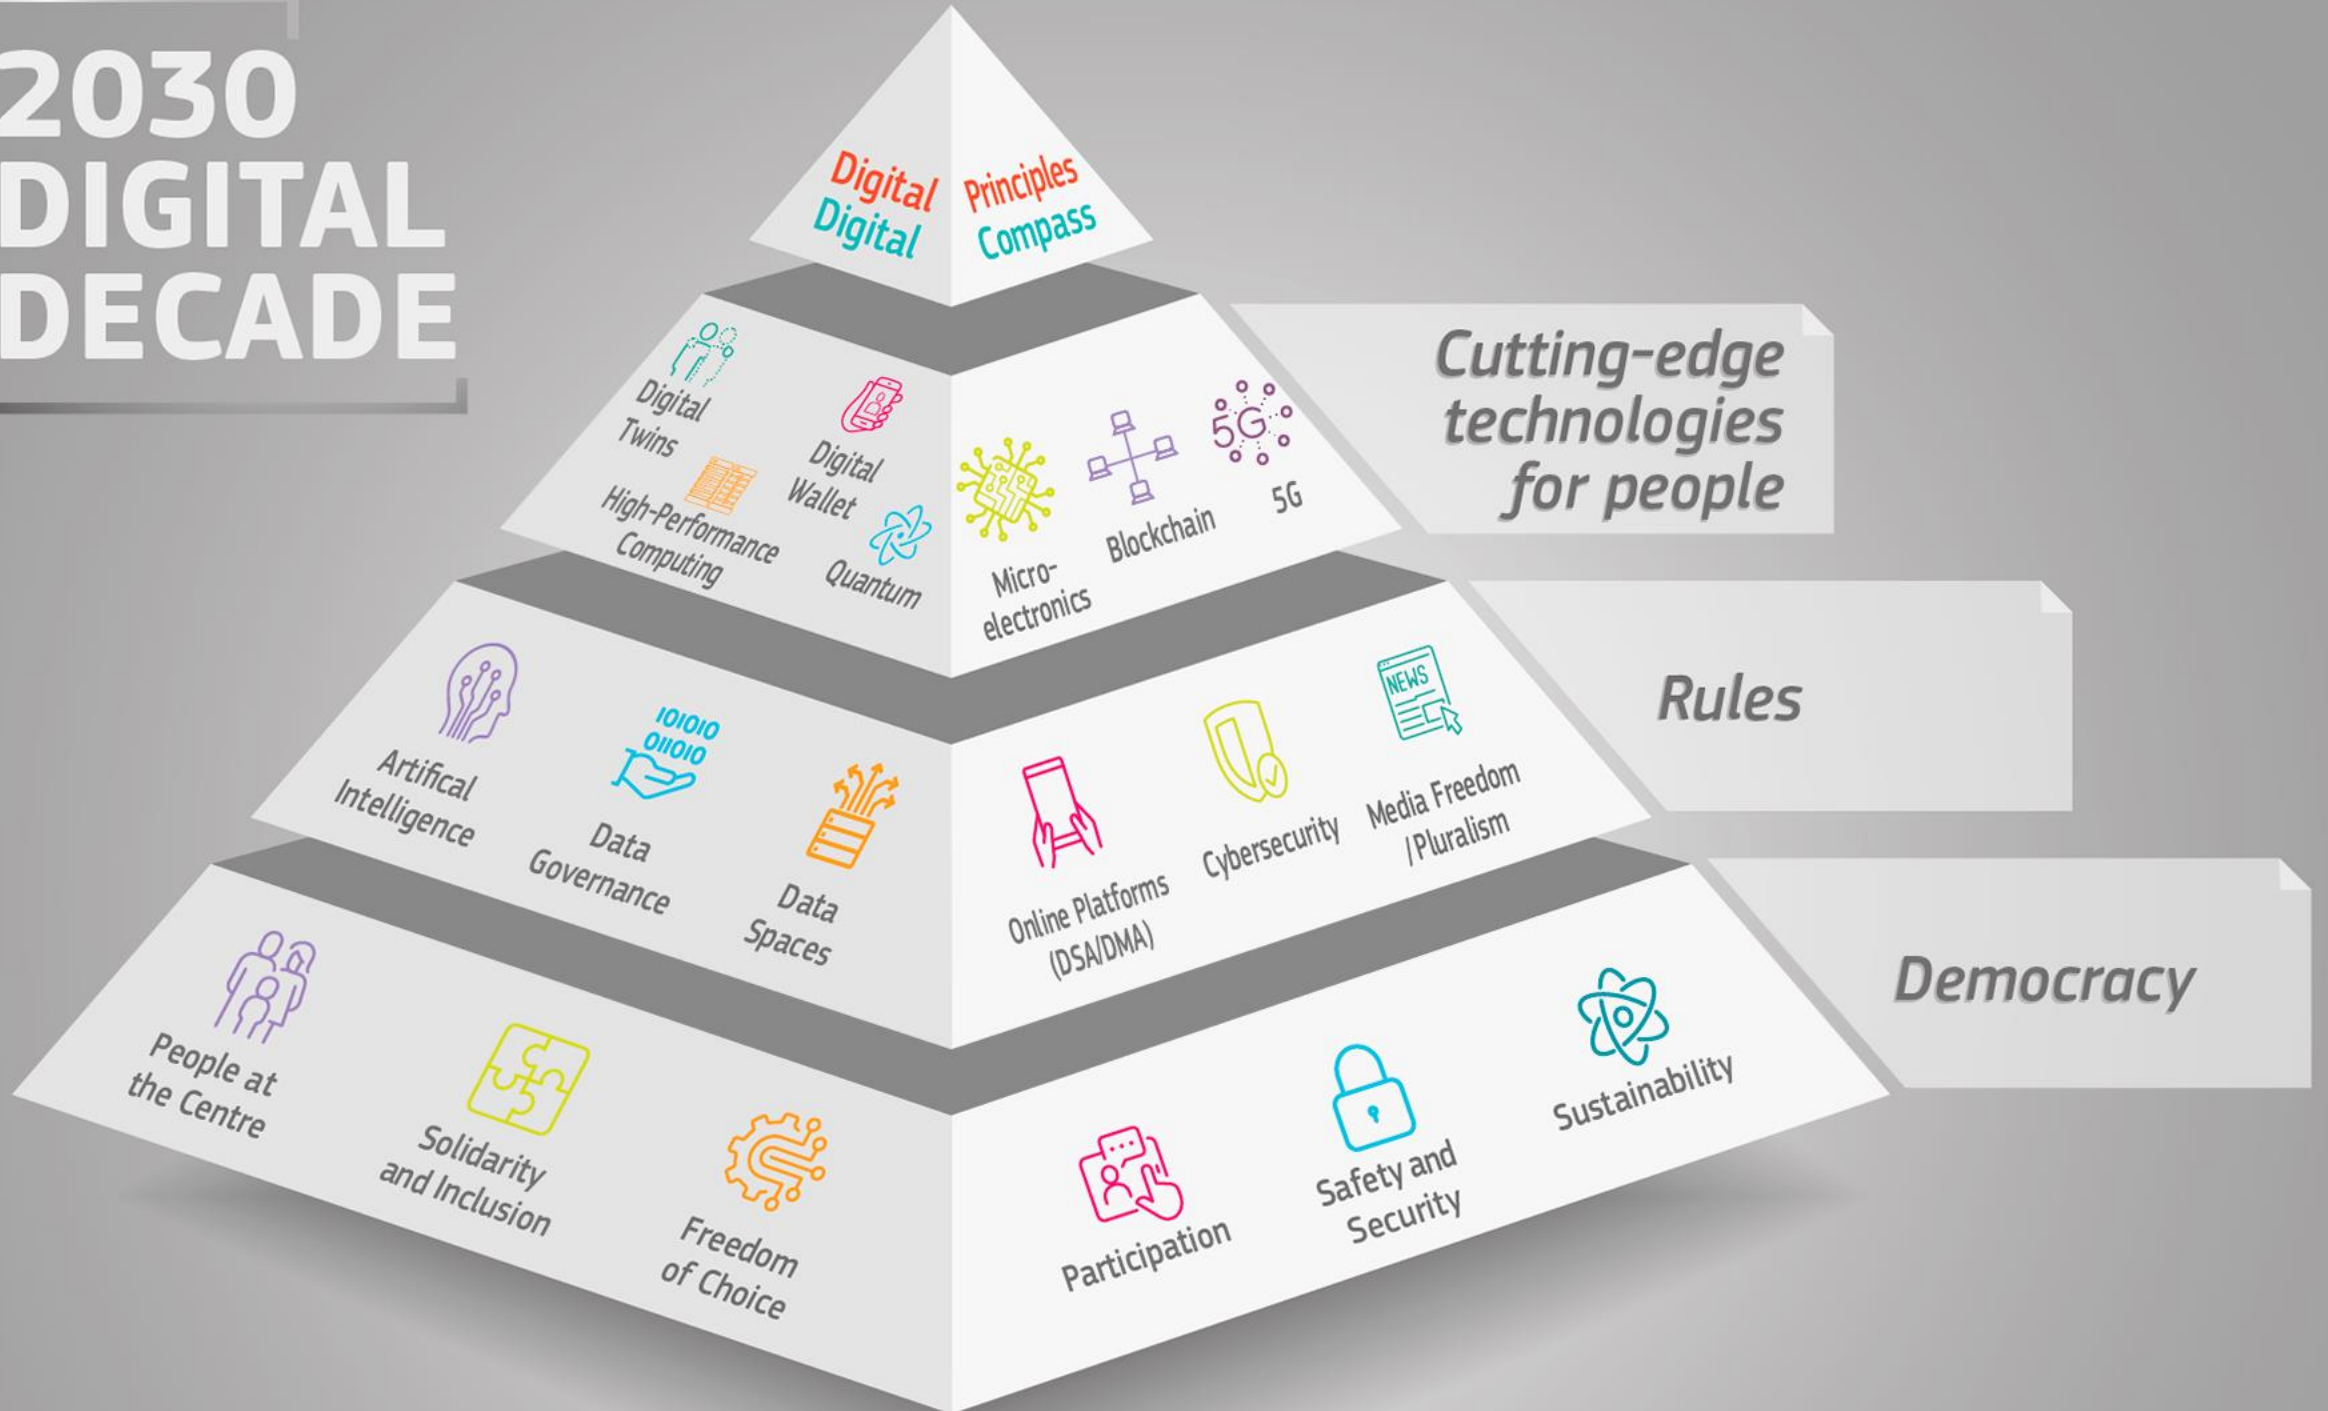 2030
DIGITAL
DECADE
Digital Principles
Digital Compass
Digital
Twins
Digital
Wallet
High-Performance
Computing
Quantum
Micro-
electronics
Blockchain
5G
5G
Cutting-edge
technologies
for people
Artifical
Intelligence
101010
011010
Data
Governance
Data
Spaces
Online Platforms
(DSA/DMA)
Cybersecurity
NEWS
Media Freedom
/Pluralism
Rules
People at
the Centre
Solidarity
and Inclusion
Freedom
of Choice
Participation
Safety and
Security
Sustainability
Democracy